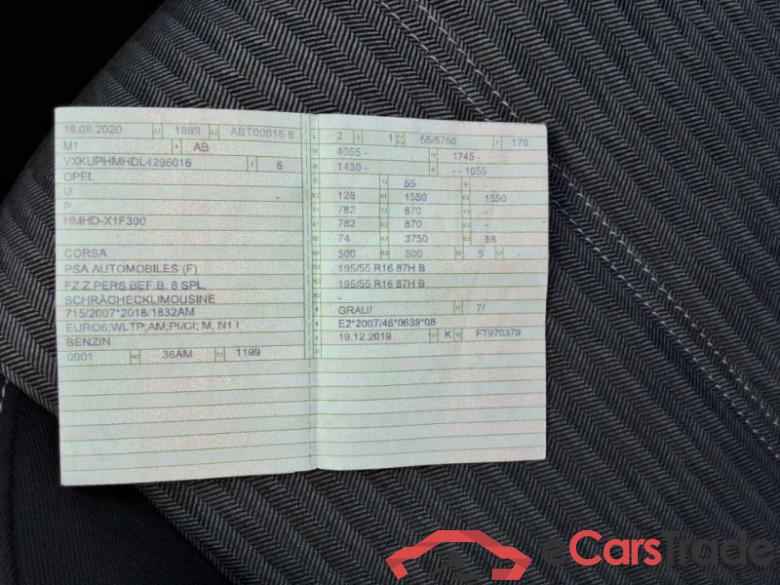 19.08.2020 1889 ABT00016 8
M1 AB
VXKUPHMHDL4296016 6
OPEL
U
P
HMHD-X1F300
CORSA
PSA AUTOMOBILES (F)
FZ.Z.PERS.BEF.B. 8 SPL.
SCHRÄGHECKLIMOUSINE
715/2007*2018/1832AM
EURO6;WLTP;AM;PI/CI; M, N1 I
BENZIN
0001 36AM 1199
2 1 55/5750 170
4055 - 1745 -
1430 - - - 1055
55 -
128 1550 1550
782 870 -
782 870 -
74 3750 68
500 500 5 -
195/55 R16 87H B
195/55 R16 87H B
-
GRAU/ 7/
E2*2007/46*0639*08
19.12.2019 K FT970379
eCarsTrade